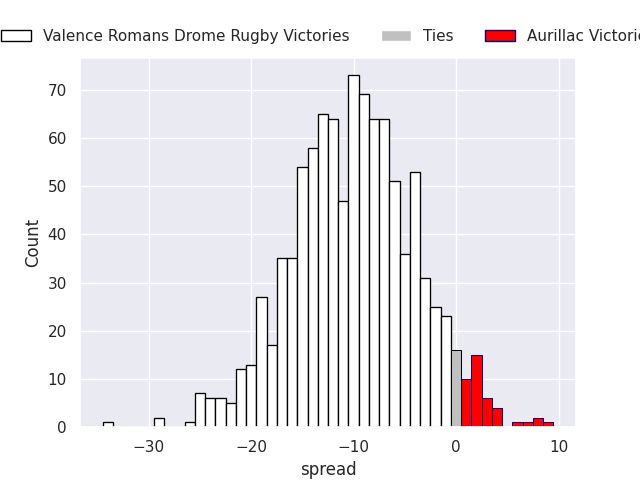 Valence Romans Drome Rugby Victories Ties Aurillac Victorie
70
60
50
40
30
20
10
0
Count
−30 −20 −10 0 10
spread